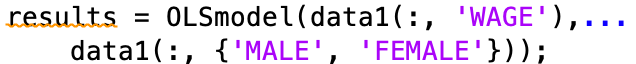 results = OLSmodel(data1(:, 'WAGE'),...
data1(:, {'MALE', 'FEMALE'}));